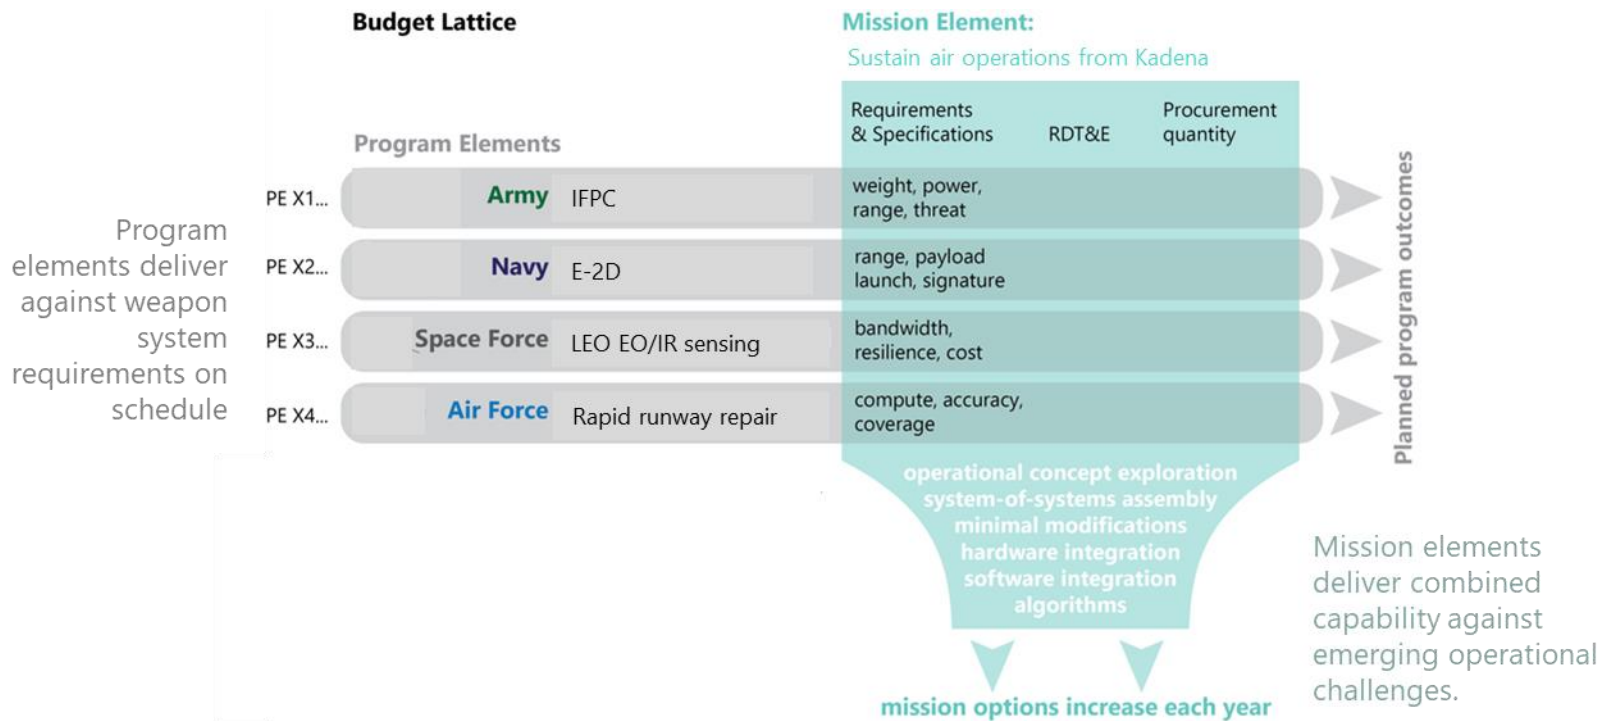 Budget Lattice
Mission Element:
Sustain air operations from Kadena
Requirements
& Specifications
RDT&E
Procurement
quantity
Program Elements
Program
elements deliver
against weapon
system
requirements on
schedule
PE X1...
Army
IFPC
weight, power,
range, threat
PE X2...
Navy
E-2D
range, payload
launch, signature
PE X3...
Space Force
LEO EO/IR sensing
bandwidth,
resilience, cost
PE X4...
Air Force
Rapid runway repair
compute, accuracy,
coverage
Planned program outcomes
operational concept exploration
system-of-systems assembly
minimal modifications
hardware integration
software integration
algorithms
Mission elements
deliver combined
capability against
emerging operational
challenges.
mission options increase each year